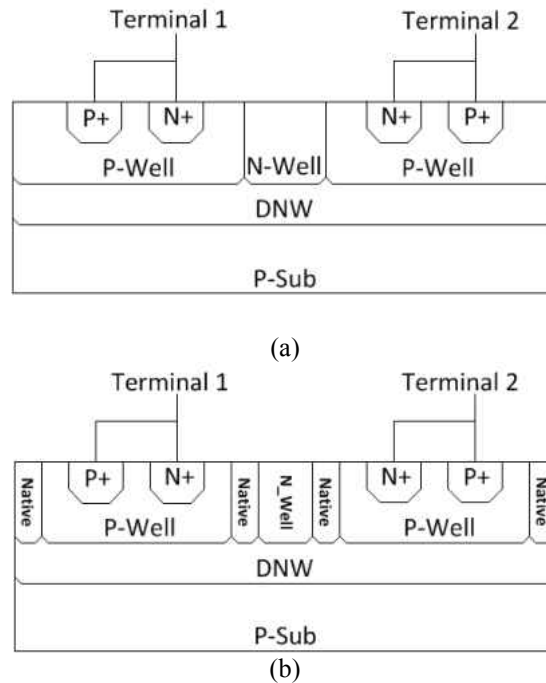 Terminal 1 Terminal 2
P+ N+ N+ P+
P-Well N-Well P-Well
DNW
P-Sub
(a)
Terminal 1 Terminal 2
P+ N+ N+ P+
Native Native N_Well Native Native
P-Well P-Well
DNW
P-Sub
(b)